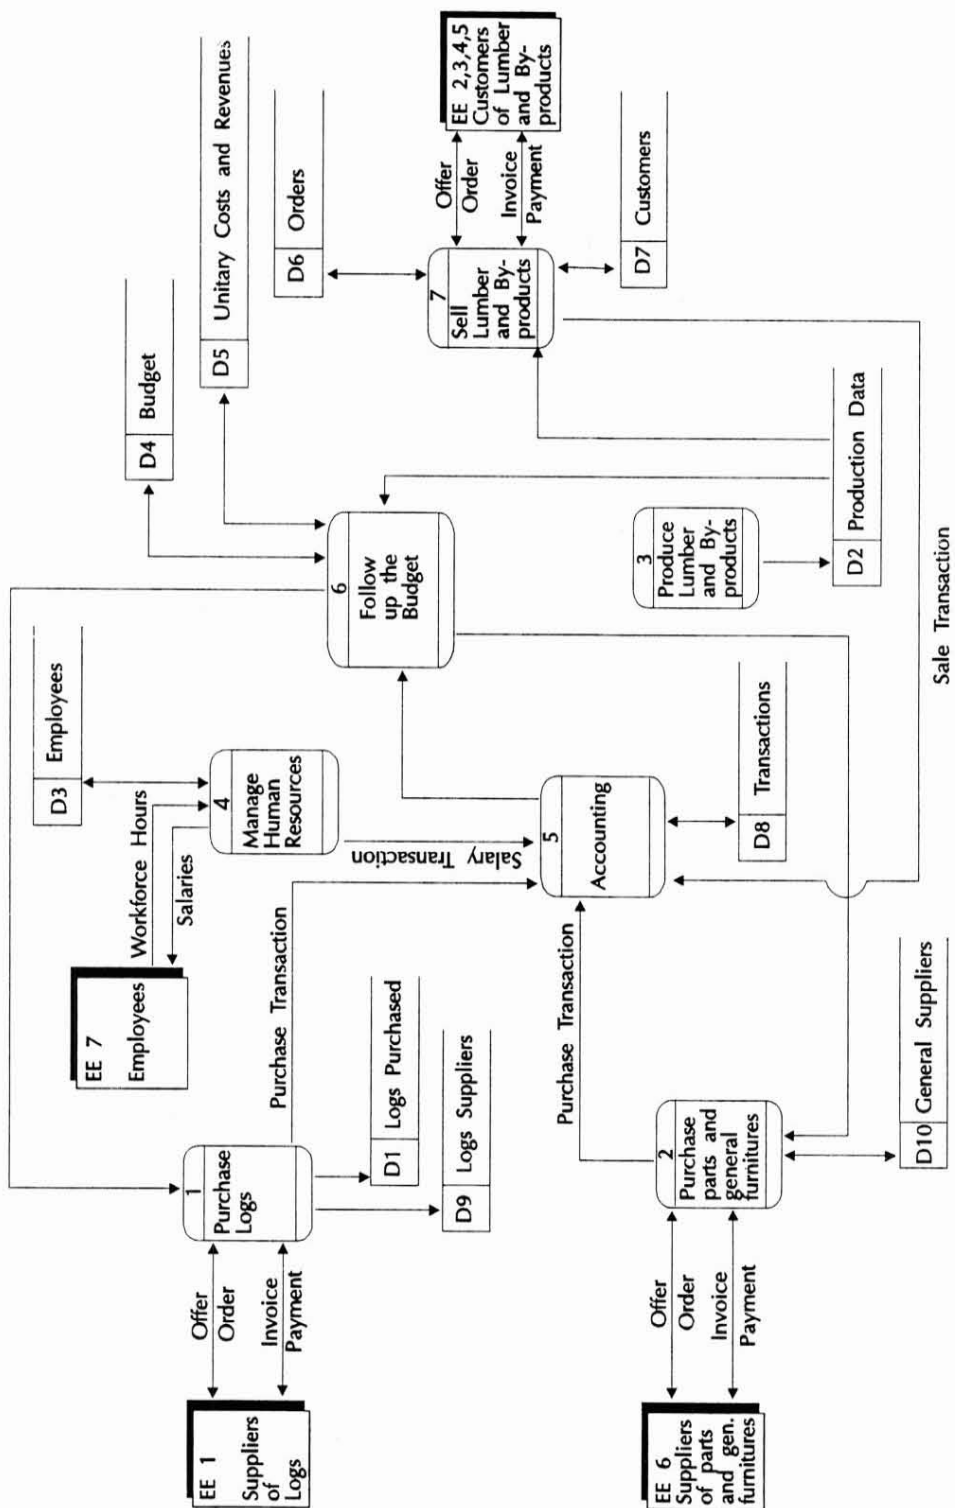 EE 1
Suppliers
of
Logs
Offer
Order
Invoice
Payment
1
Purchase
Logs
D1 Logs Purchased
D9 Logs Suppliers
Purchase Transaction
EE 7
Employees
Workforce Hours
Salaries
D3 Employees
4
Manage
Human
Resources
Salary Transaction
D4 Budget
D5 Unitary Costs and Revenues
6
Follow
up the
Budget
D6 Orders
7
Sell
Lumber
and By-
products
Offer
Order
Invoice
Payment
EE 2,3,4,5
Customers
of Lumber
and By-
products
D7 Customers
EE 6
Suppliers
of parts
and gen.
furnitures
Offer
Order
Invoice
Payment
2
Purchase
parts and
general
furnitures
D10 General Suppliers
Purchase Transaction
5
Accounting
D8 Transactions
3
Produce
Lumber
and By-
products
D2 Production Data
Sale Transaction